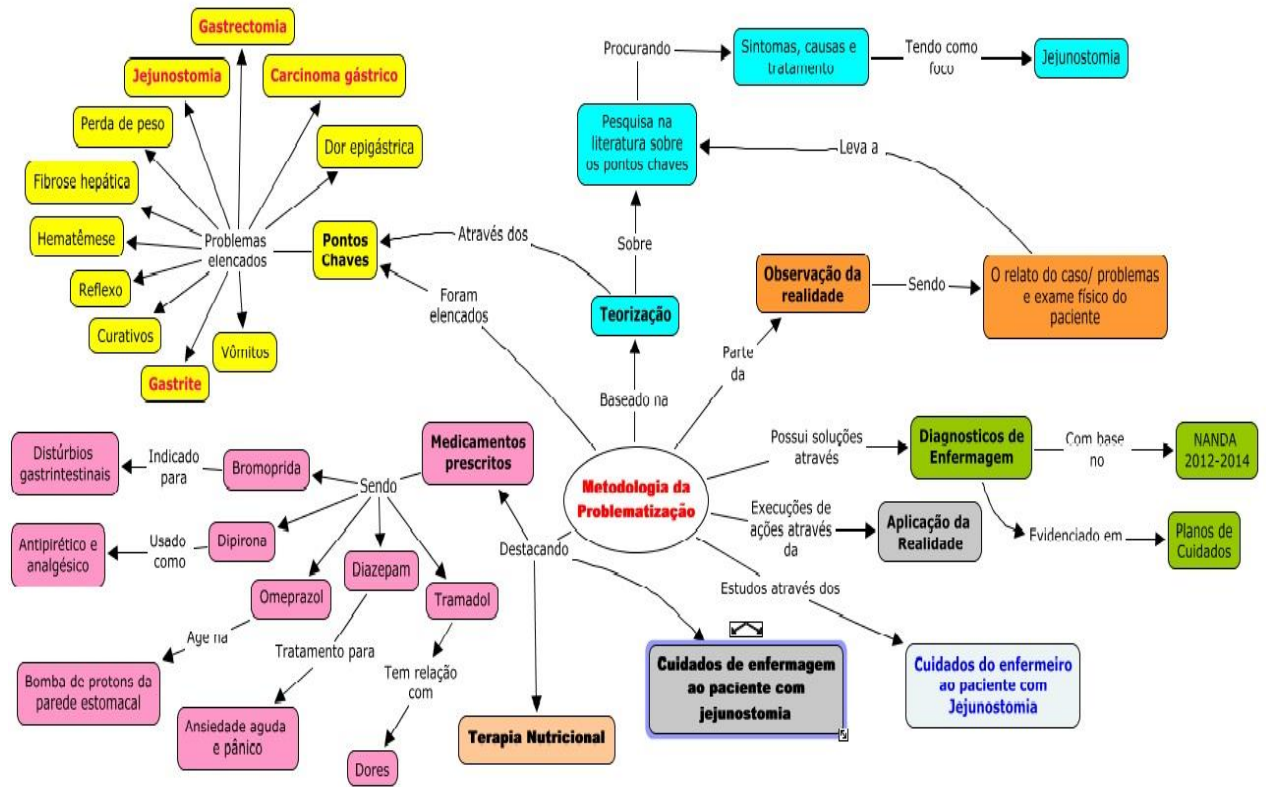 Gastrectomia
Jejunostomia
Carcinoma gástrico
Perda de peso
Dor epigástrica
Fibrose hepática
Hematêmese
Problemas
elencados
Reflexo
Curativos
Vômitos
Gastrite
Pontos
Chaves
Através dos
Foram
elencados
Procurando
Sintomas, causas e
tratamento
Tendo como
foco
Jejunostomia
Pesquisa na
literatura sobre
os pontos chaves
Leva a
Sobre
Teorização
Observação da
realidade
Sendo
O relato do caso/ problemas
e exame físico do
paciente
Parte
da
Baseado na
Metodologia da
Problematização
Possui soluções
através
Diagnosticos de
Enfermagem
Com base
no
NANDA
2012-2014
Evidenciado em
Planos de
Cuidados
Execuções de
ações através
da
Aplicação da
Realidade
Estudos através dos
Cuidados do enfermeiro
ao paciente com
Jejunostomia
Destacando
Cuidados de enfermagem
ao paciente com
jejunostomia
Terapia Nutricional
Medicamentos
prescritos
Sendo
Bromoprida
Indicado
para
Distúrbios
gastrintestinais
Dipirona
Usado
como
Antipirético e
analgésico
Omeprazol
Age na
Bomba de protons da
parede estomacal
Diazepam
Tratamento para
Ansiedade aguda
e pânico
Tramadol
Tem relação
com
Dores